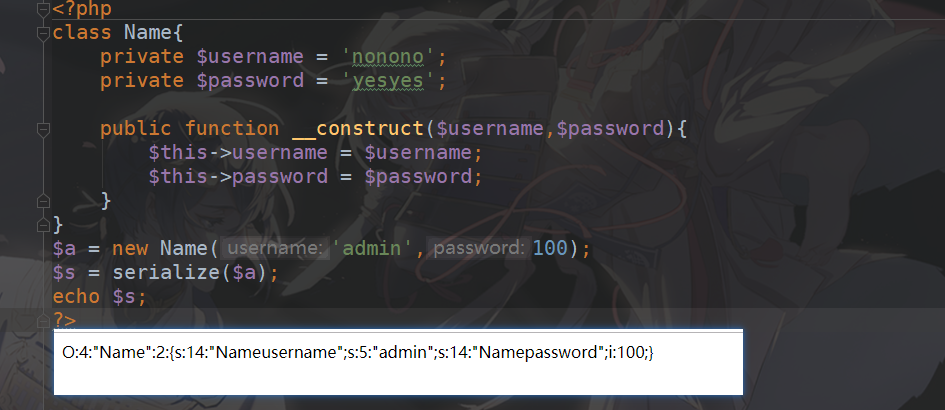 <?php
class Name{
    private $username = 'nonono';
    private $password = 'yesyes';
    public function __construct($username,$password){
        $this->username = $username;
        $this->password = $password;
    }
}
$a = new Name( username: 'admin', password: 100);
$s = serialize($a);
echo $s;
?>
O:4:"Name":2:{s:14:"Nameusername";s:5:"admin";s:14:"Namepassword";i:100;}